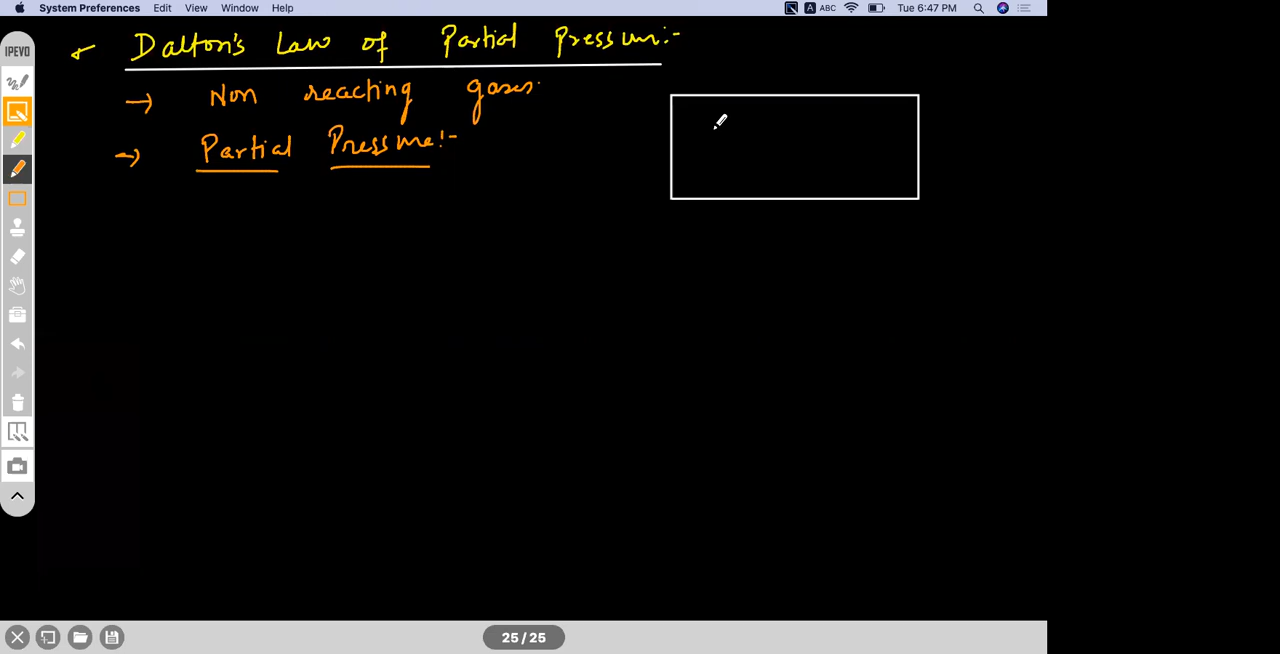 System Preferences Edit View Window Help
A ABC Tue 6:47 PM
IPEVO
Dalton's Law of Partial Pressure:-
→ Non reacting gases.
→ Partial Pressure:-
25/25